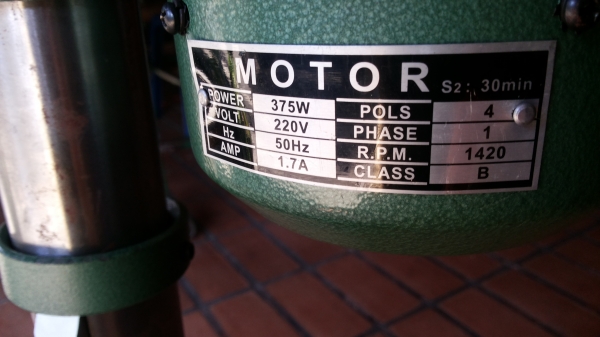 MOTOR S2: 30min
POWER 375W POLS 4
VOLT 220V PHASE 1
Hz 50Hz R.P.M. 1420
AMP 1.7A CLASS B